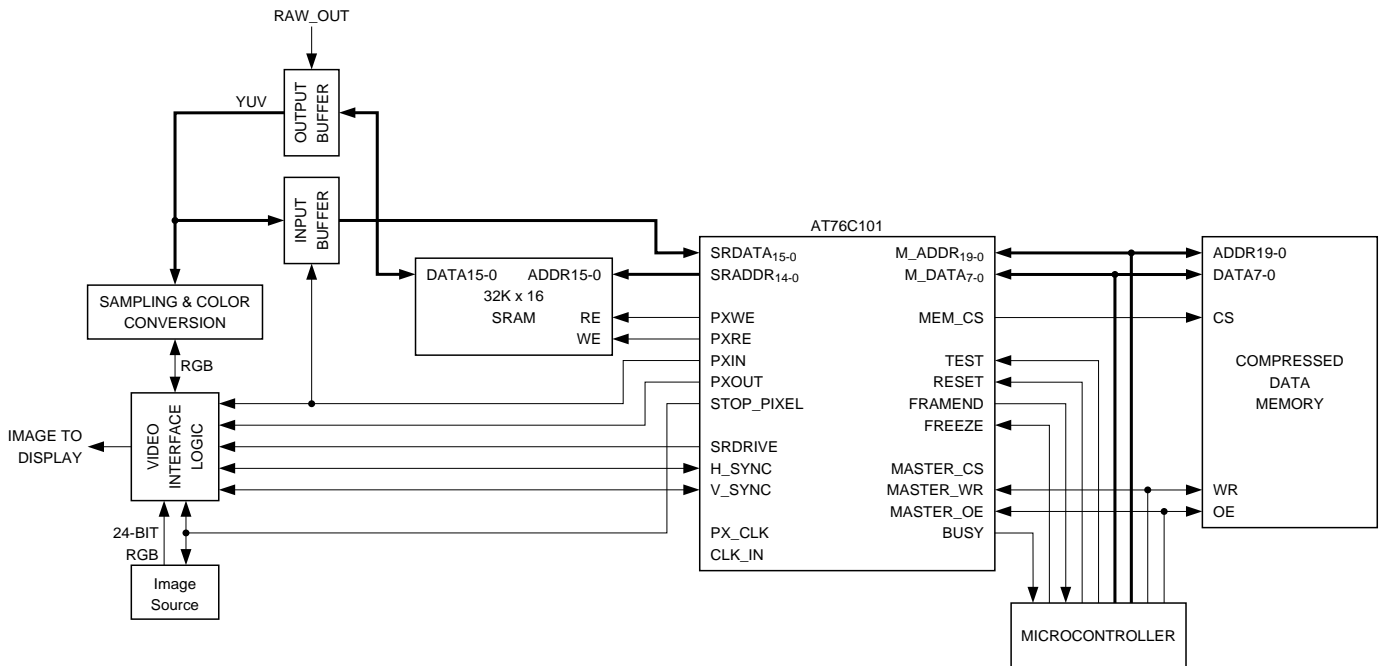 RAW_OUT
YUV
OUTPUT
BUFFER
INPUT
BUFFER
SAMPLING & COLOR
CONVERSION
RGB
VIDEO
INTERFACE
LOGIC
IMAGE TO
DISPLAY
24-BIT
RGB
Image
Source
DATA15-0 ADDR15-0
32K x 16
SRAM
RE
WE
AT76C101
SRDATA15-0
SRADDR14-0
PXWE
PXRE
PXIN
PXOUT
STOP_PIXEL
SRDRIVE
H_SYNC
V_SYNC
PX_CLK
CLK_IN
M_ADDR19-0
M_DATA7-0
MEM_CS
TEST
RESET
FRAMEND
FREEZE
MASTER_CS
MASTER_WR
MASTER_OE
BUSY
ADDR19-0
DATA7-0
CS
COMPRESSED
DATA
MEMORY
WR
OE
MICROCONTROLLER